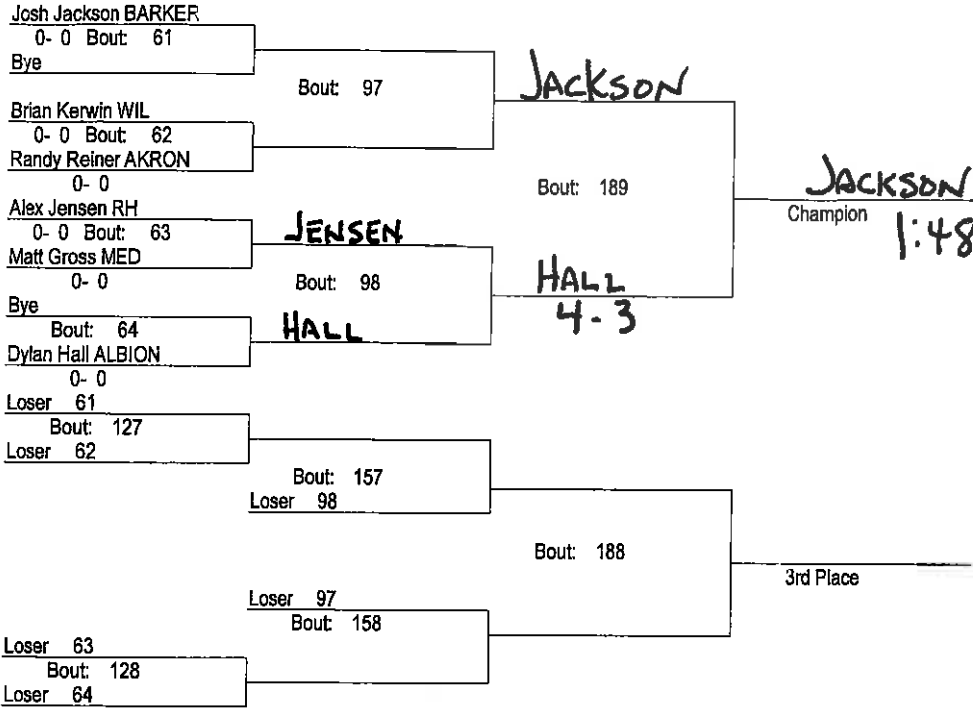 Josh Jackson BARKER
0- 0 Bout: 61
Bye
Bout: 97
JACKSON
Brian Kerwin WIL
0- 0 Bout: 62
Randy Reiner AKRON
0- 0
Bout: 189
JACKSON
Champion
1:48
Alex Jensen RH
0- 0 Bout: 63
JENSEN
Matt Gross MED
0- 0
Bout: 98
HALL
4-3
Bye
Bout: 64
HALL
Dylan Hall ALBION
0- 0
Loser 61
Bout: 127
Loser 62
Bout: 157
Loser 98
Bout: 188
3rd Place
Loser 97
Bout: 158
Loser 63
Bout: 128
Loser 64